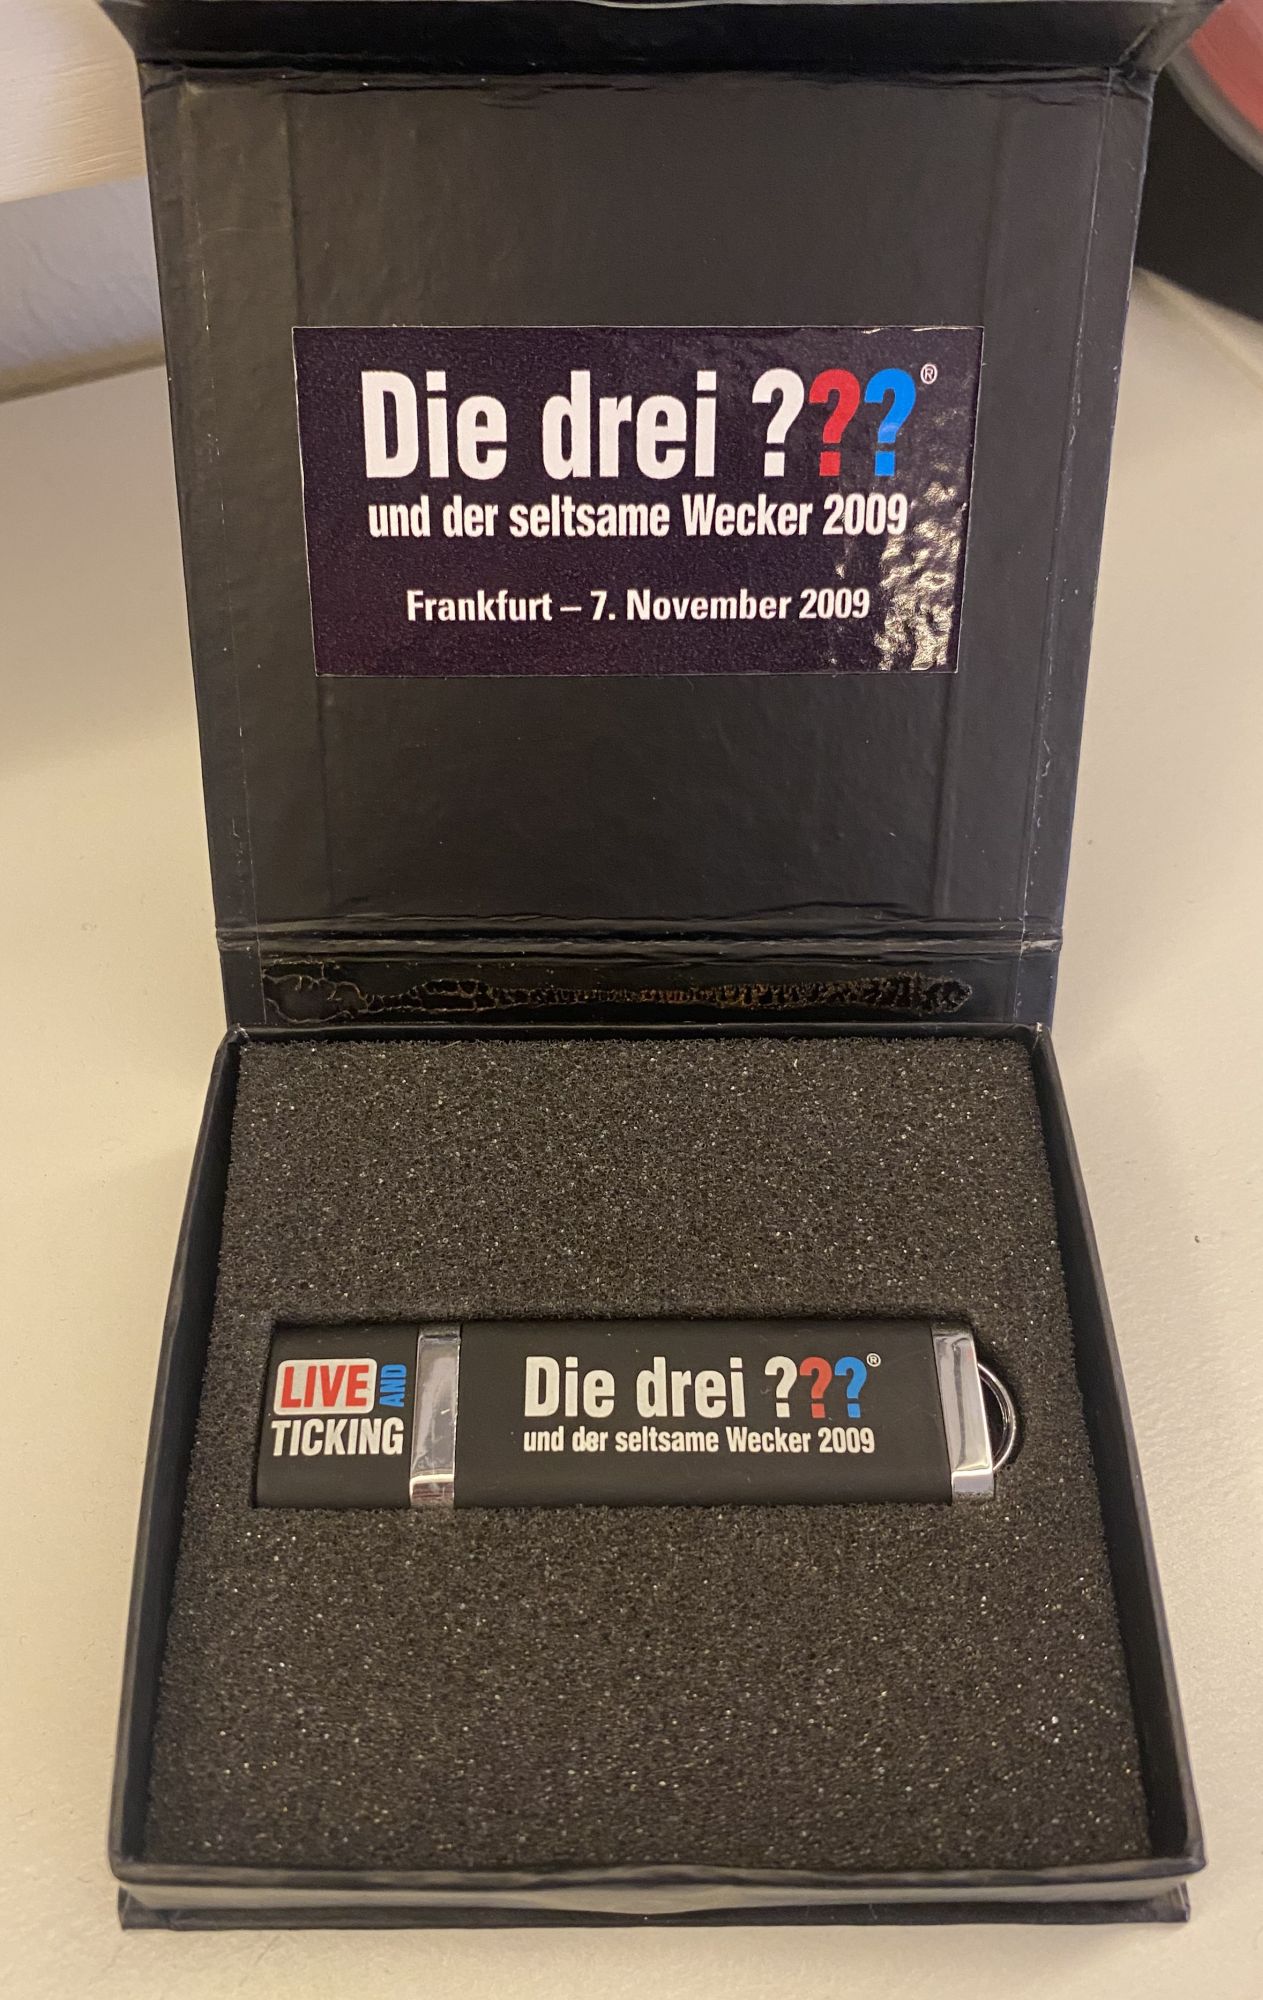 Die drei ???®
und der seltsame Wecker 2009
Frankfurt – 7. November 2009
LIVE AND
TICKING
Die drei ???®
und der seltsame Wecker 2009